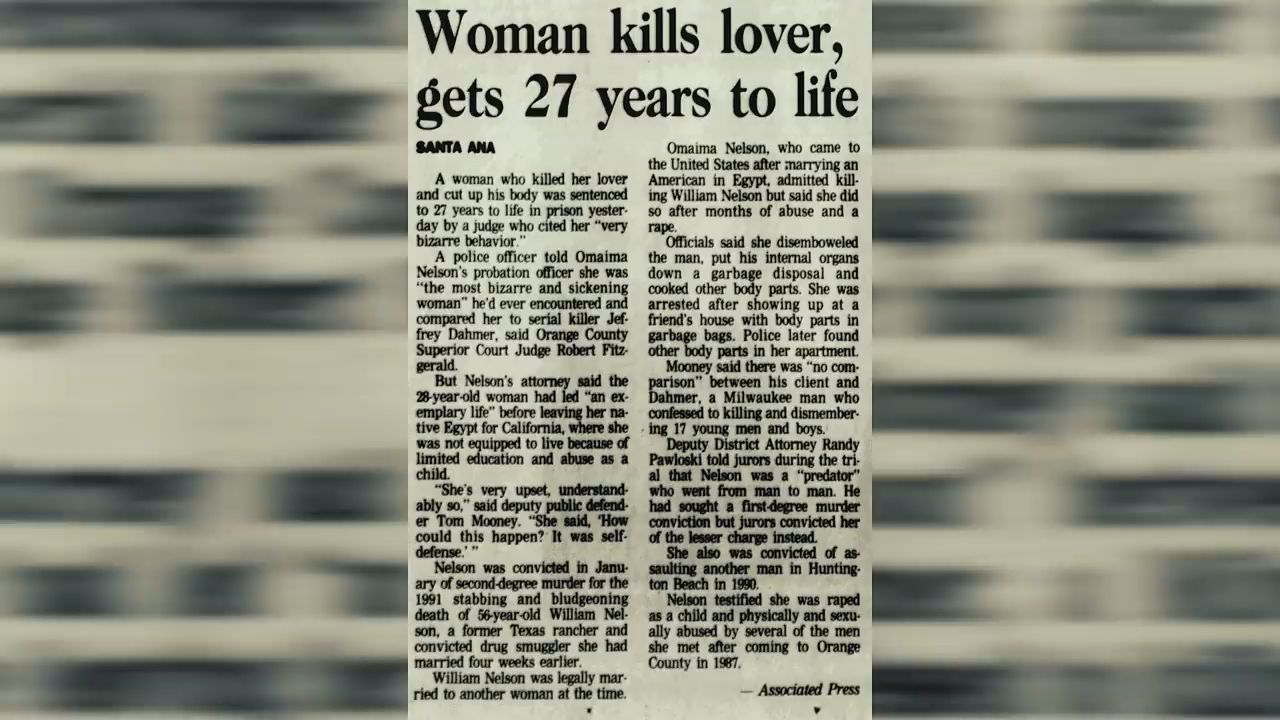 Woman kills lover,
gets 27 years to life
SANTA ANA
A woman who killed her lover
and cut up his body was sentenced
to 27 years to life in prison yester-
day by a judge who cited her “very
bizarre behavior.”
A police officer told Omaima
Nelson's probation officer she was
“the most bizarre and sickening
woman” he'd ever encountered and
compared her to serial killer Jef-
frey Dahmer, said Orange County
Superior Court Judge Robert Fitz-
gerald.
But Nelson's attorney said the
28-year-old woman had led “an ex-
emplary life” before leaving her na-
tive Egypt for California, where she
was not equipped to live because of
limited education and abuse as a
child.
“She's very upset, understand-
ably so,” said deputy public defend-
er Tom Mooney. “She said, ‘How
could this happen? It was self-
defense.’ ”
Nelson was convicted in Janu-
ary of second-degree murder for the
1991 stabbing and bludgeoning
death of 56-year-old William Nel-
son, a former Texas rancher and
convicted drug smuggler she had
married four weeks earlier.
William Nelson was legally mar-
ried to another woman at the time.
Omaima Nelson, who came to
the United States after marrying an
American in Egypt, admitted kill-
ing William Nelson but said she did
so after months of abuse and a
rape.
Officials said she disemboweled
the man, put his internal organs
down a garbage disposal and
cooked other body parts. She was
arrested after showing up at a
friend's house with body parts in
garbage bags. Police later found
other body parts in her apartment.
Mooney said there was “no com-
parison” between his client and
Dahmer, a Milwaukee man who
confessed to killing and dismember-
ing 17 young men and boys.
Deputy District Attorney Randy
Pawloski told jurors during the tri-
al that Nelson was a “predator”
who went from man to man. He
had sought a first-degree murder
conviction but jurors convicted her
of the lesser charge instead.
She also was convicted of as-
saulting another man in Hunting-
ton Beach in 1990.
Nelson testified she was raped
as a child and physically and sexu-
ally abused by several of the men
she met after coming to Orange
County in 1987.
— Associated Press